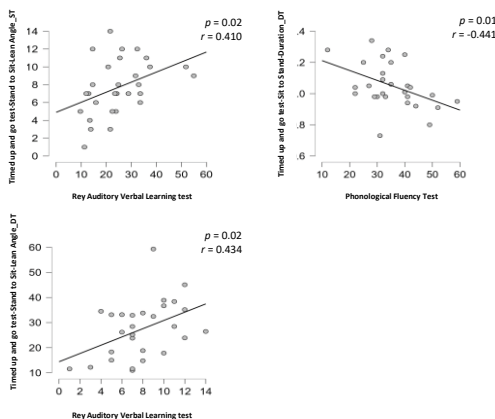 p = 0.02
r = 0.410
Timed up and go test-Stand to Sit-Lean Angle_ST
14
12
10
8
6
4
2
0
0 10 20 30 40 50 60
Rey Auditory Verbal Learning test
p = 0.01
r = -0.441
Timed up and go test-Sit to Stand-Duration_DT
.4
.2
.0
.8
.6
10 20 30 40 50 60
Phonological Fluency Test
p = 0.02
r = 0.434
Timed up and go test-Stand to Sit-Lean Angle_DT
60
50
40
30
20
10
0 2 4 6 8 10 12 14
Rey Auditory Verbal Learning test